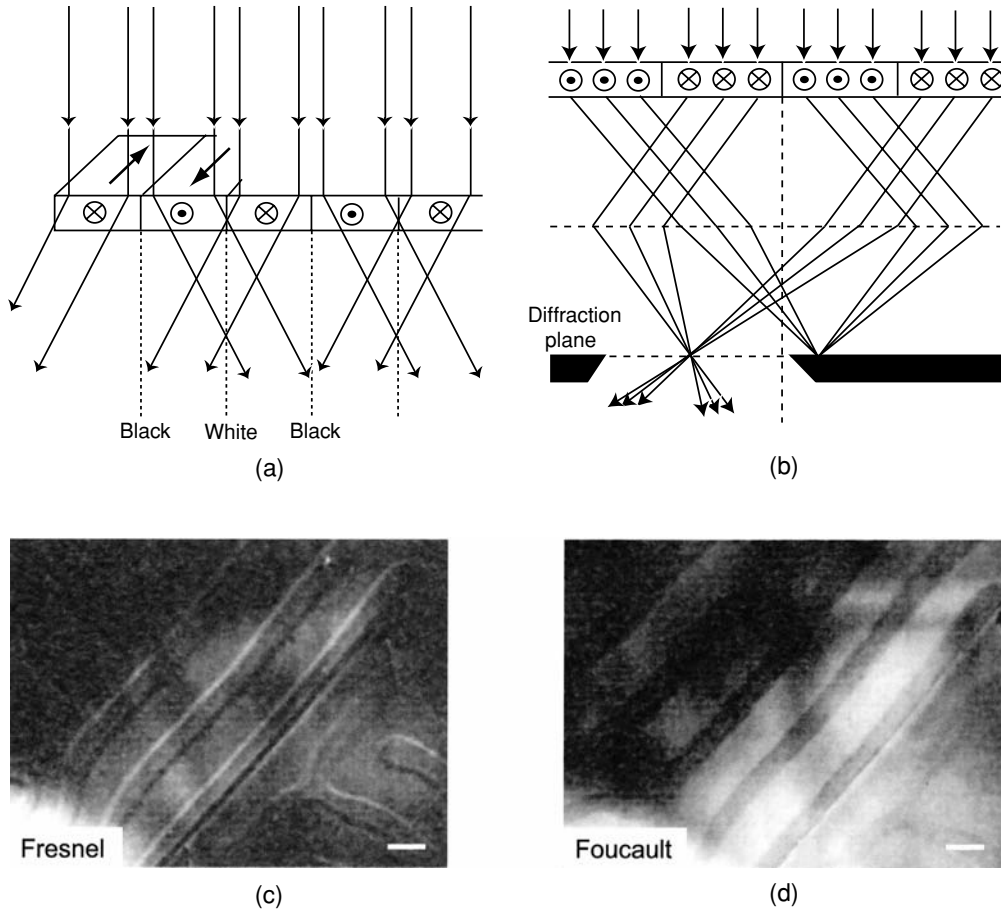 Diffraction
plane
Black White Black
(a)
(b)
Fresnel
Foucault
(c)
(d)